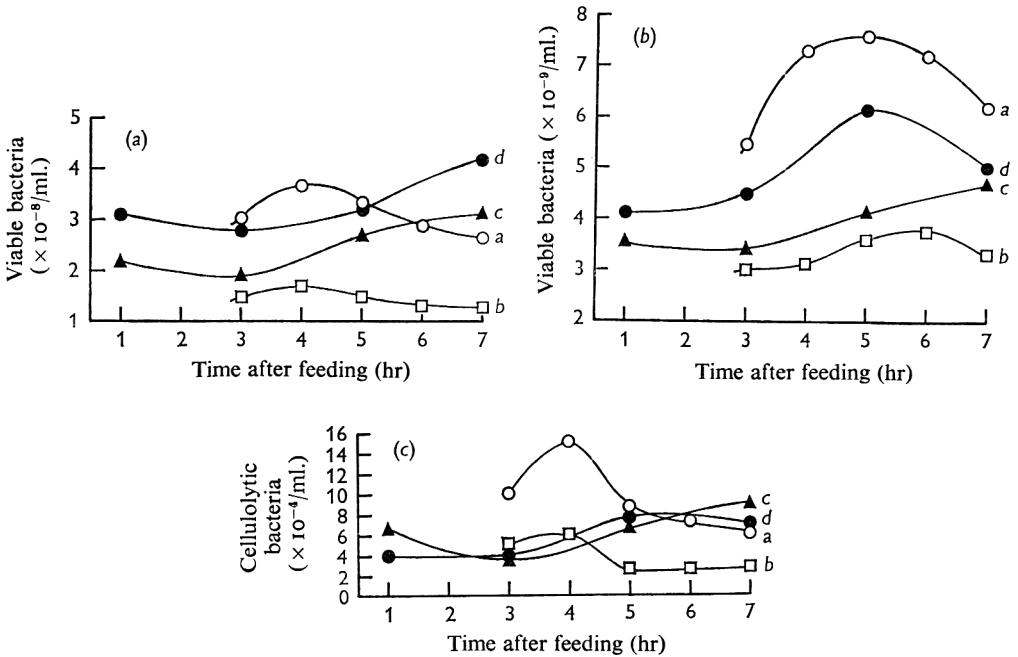 (a)
Viable bacteria
(× 10⁻⁸/ml.)
5
4
3
2
1
d
c
a
b
1 2 3 4 5 6 7
Time after feeding (hr)
(b)
Viable bacteria (× 10⁻⁹/ml.)
8
7
6
5
4
3
2
a
d
c
b
1 2 3 4 5 6 7
Time after feeding (hr)
(c)
Cellulolytic
bacteria
(× 10⁻⁴/ml.)
16
14
12
10
8
6
4
2
0
c
d
a
b
1 2 3 4 5 6 7
Time after feeding (hr)